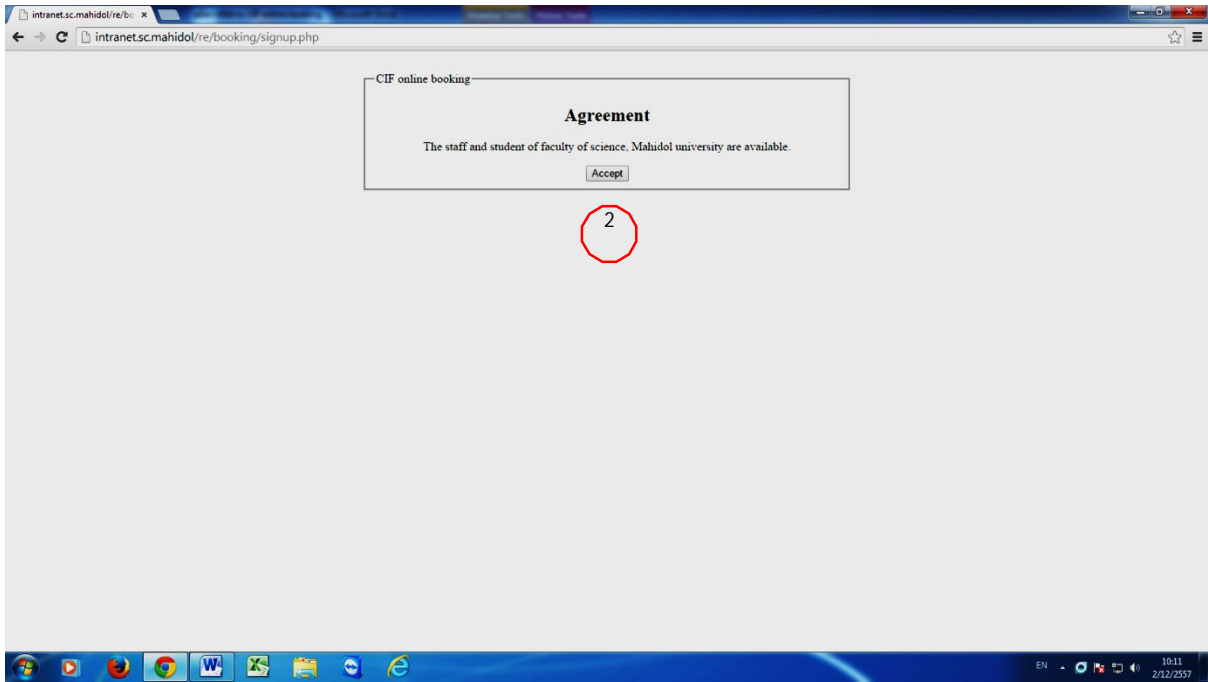 intranet.sc.mahidol/re/bo
intranet.sc.mahidol/re/booking/signup.php
CIF online booking
Agreement
The staff and student of faculty of science, Mahidol university are available.
Accept
2
EN
10:11
2/12/2557